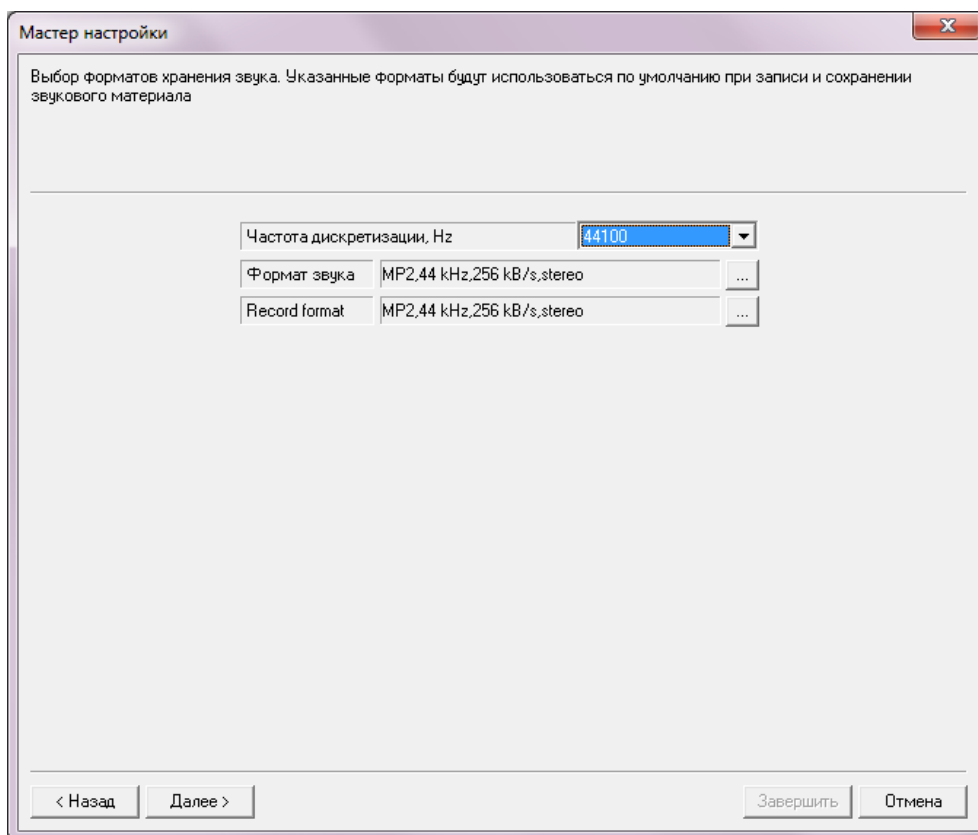 Мастер настройки
Выбор форматов хранения звука. Указанные форматы будут использоваться по умолчанию при записи и сохранении
звукового материала
Частота дискретизации, Hz 44100
Формат звука MP2,44 kHz,256 kB/s,stereo ...
Record format MP2,44 kHz,256 kB/s,stereo ...
< Назад Далее > Завершить Отмена